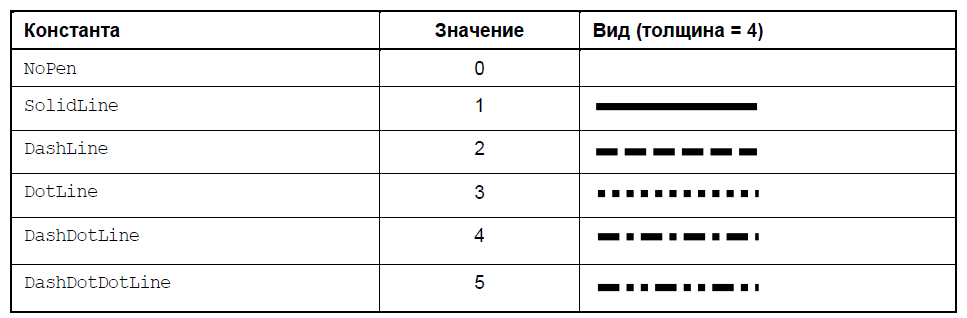 Константа Значение Вид (толщина = 4)
NoPen 0
SolidLine 1
DashLine 2
DotLine 3
DashDotLine 4
DashDotDotLine 5